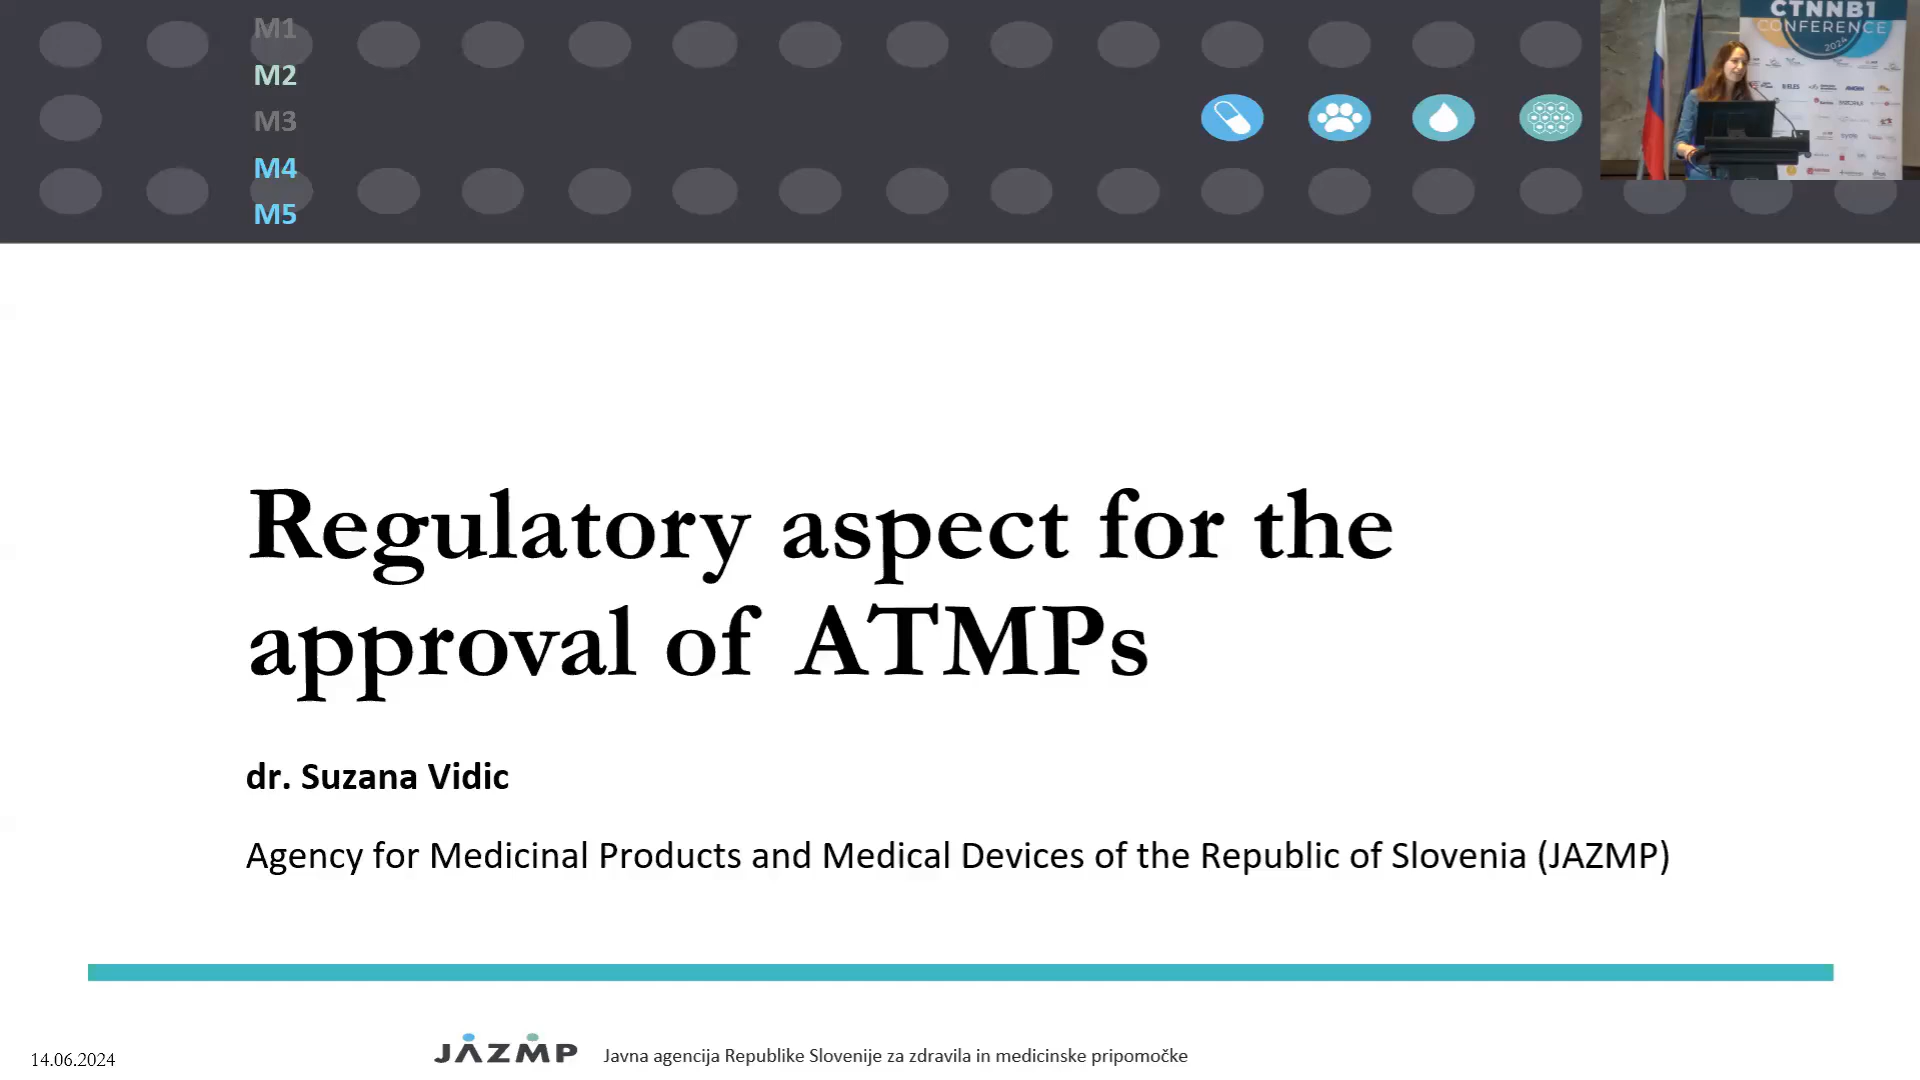 M1
M2
M3
M4
M5
CTNNB1
CONFERENCE
2024
Regulatory aspect for the
approval of ATMPs
dr. Suzana Vidic
Agency for Medicinal Products and Medical Devices of the Republic of Slovenia (JAZMP)
14.06.2024
JAZMP
Javna agencija Republike Slovenije za zdravila in medicinske pripomočke